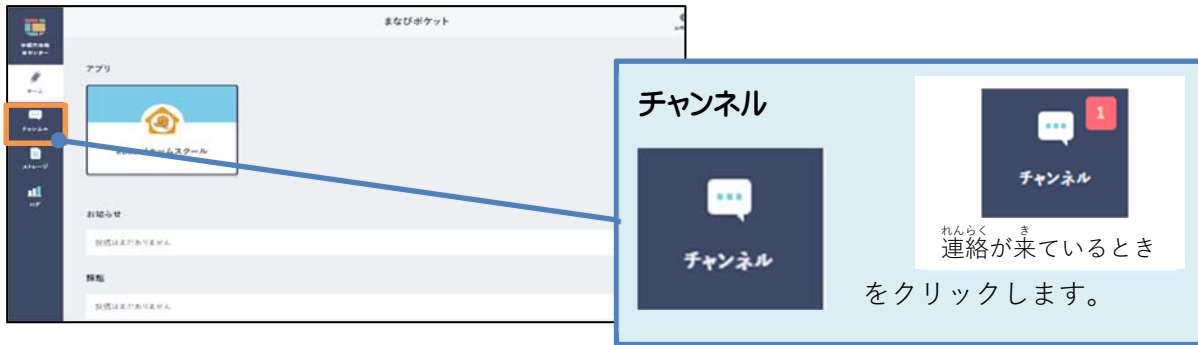 まなびポケット
アプリ
ホーム
チャンネル
ストレージ
ログ
お知らせ
投稿はまだありません
課題
投稿はまだありません
チャンネル
チャンネル
1
チャンネル
れんらく き
連絡が来ているとき
をクリックします。